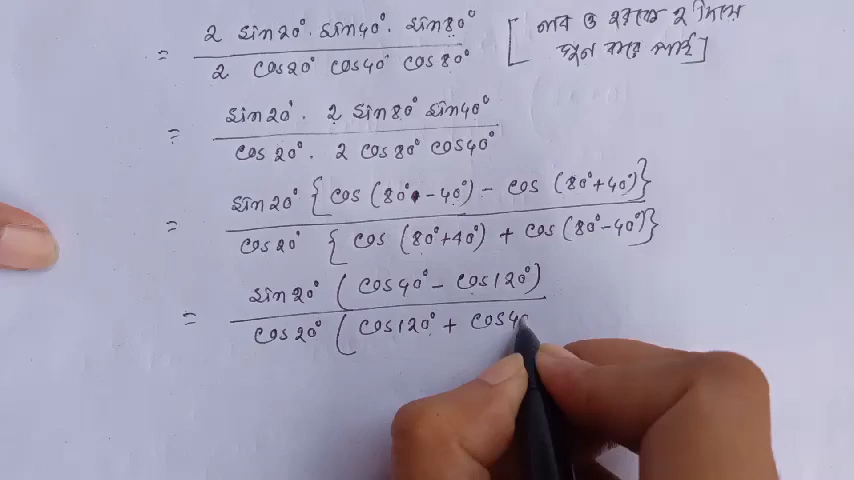 = 2 sin20°. sin40°. sin80° / 2 cos20° cos40° cos80° [লব ও হরকে 2 দিয়ে
গুন করে পাই]
= sin20°. 2 sin80° sin40° / cos20°. 2 cos80° cos40°
= sin20° {cos (80°-40°) - cos (80°+40°)} / cos20° {cos (80°+40°) + cos (80°-40°)}
= sin20° (cos40° - cos120°) / cos20° (cos120° + cos40